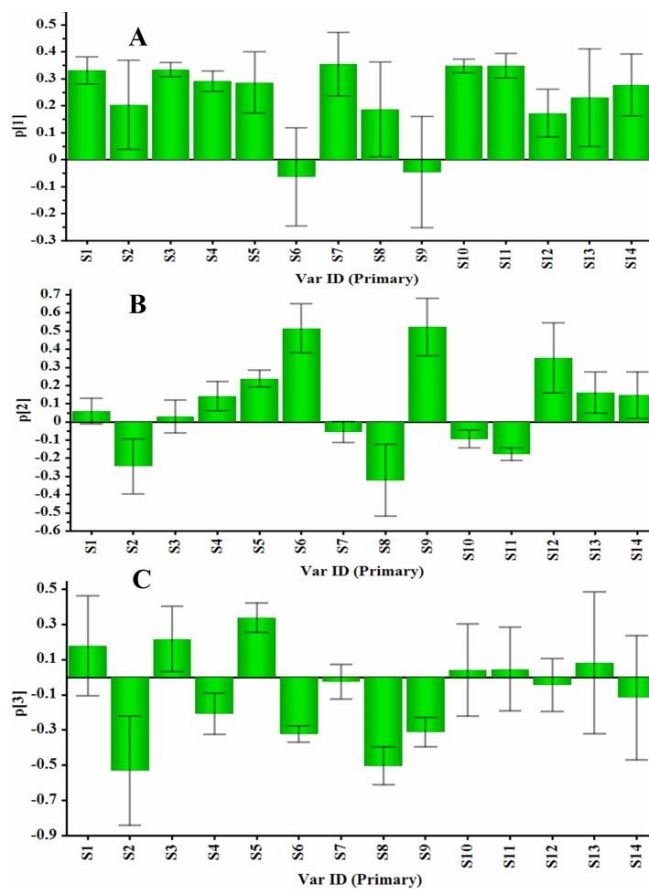 A
p[1]
0.5
0.4
0.3
0.2
0.1
0
-0.1
-0.2
-0.3
S1 S2 S3 S4 S5 S6 S7 S8 S9 S10 S11 S12 S13 S14
Var ID (Primary)
B
p[2]
0.7
0.6
0.5
0.4
0.3
0.2
0.1
0
-0.1
-0.2
-0.3
-0.4
-0.5
-0.6
S1 S2 S3 S4 S5 S6 S7 S8 S9 S10 S11 S12 S13 S14
Var ID (Primary)
C
p[3]
0.5
0.3
0.1
-0.1
-0.3
-0.5
-0.7
-0.9
S1 S2 S3 S4 S5 S6 S7 S8 S9 S10 S11 S12 S13 S14
Var ID (Primary)